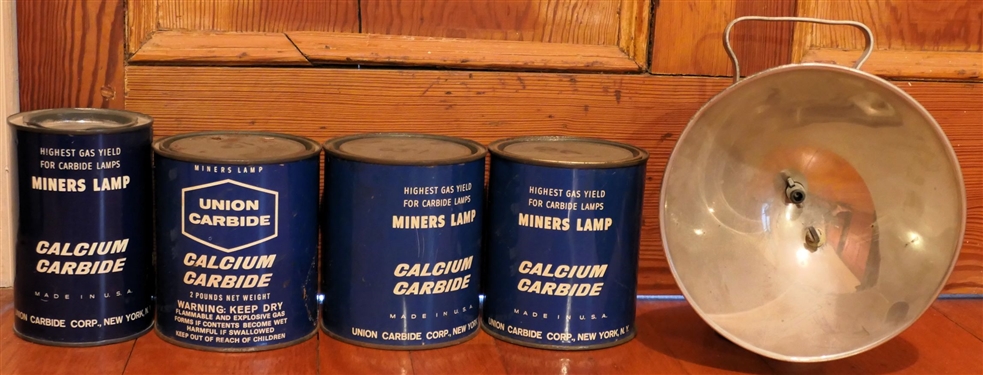 HIGHEST GAS YIELD
FOR CARBIDE LAMPS
MINERS LAMP
CALCIUM
CARBIDE
MADE IN U.S.A.
UNION CARBIDE CORP., NEW YORK, N.Y.
MINERS LAMP
UNION
CARBIDE
CALCIUM
CARBIDE
2 POUNDS NET WEIGHT
WARNING: KEEP DRY
FLAMMABLE AND EXPLOSIVE GAS
FORMS IF CONTENTS BECOME WET
HARMFUL IF SWALLOWED
KEEP OUT OF REACH OF CHILDREN
HIGHEST GAS YIELD
FOR CARBIDE LAMPS
MINERS LAMP
CALCIUM
CARBIDE
MADE IN U.S.A.
UNION CARBIDE CORP., NEW YORK
HIGHEST GAS YIELD
FOR CARBIDE LAMPS
MINERS LAMP
CALCIUM
CARBIDE
MADE IN U.S.A.
UNION CARBIDE CORP., NEW YORK, N.Y.